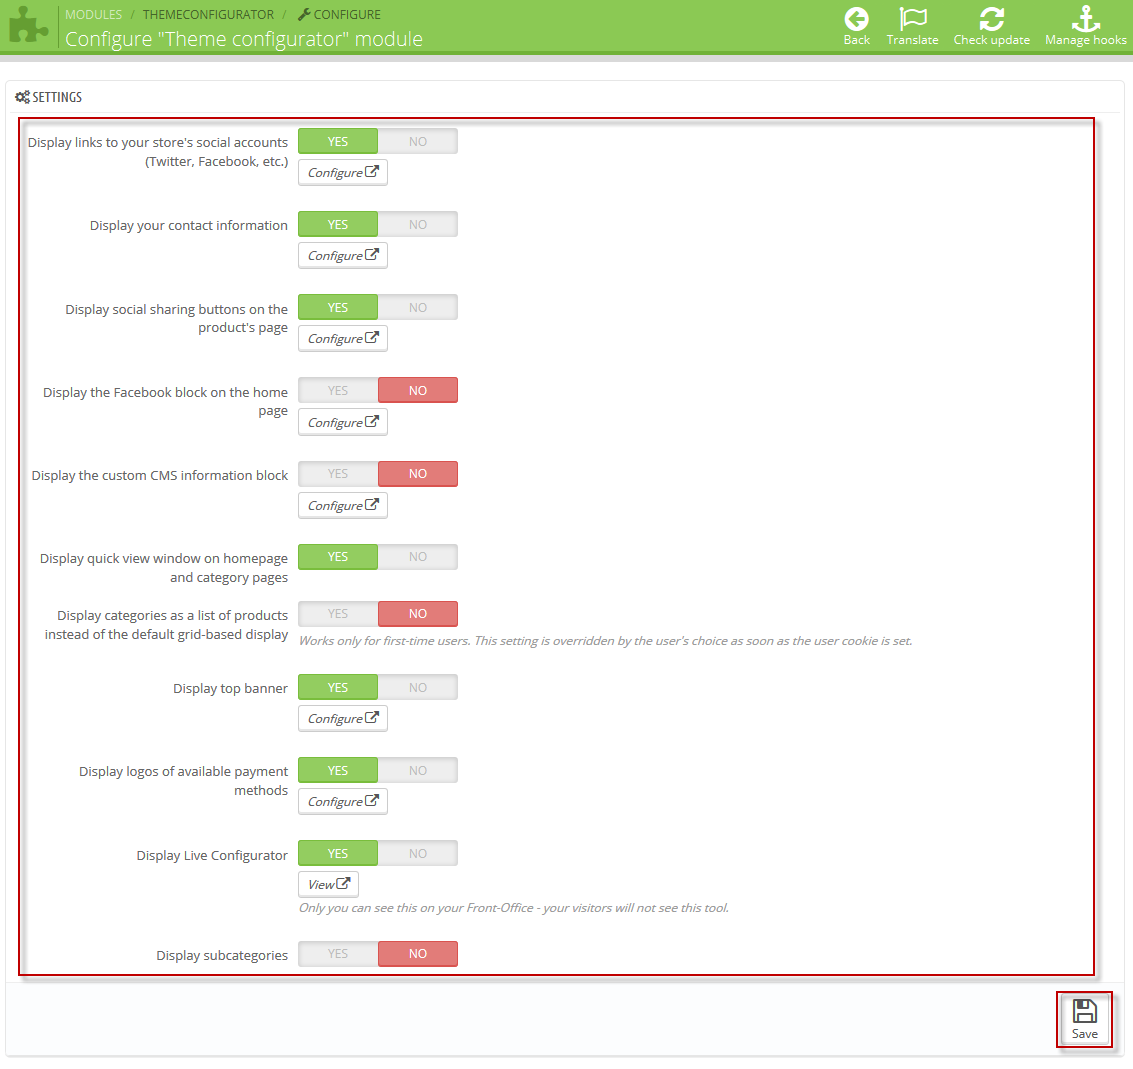 MODULES / THEMECONFIGURATOR / CONFIGURE
Configure "Theme configurator" module
Back
Translate
Check update
Manage hooks
SETTINGS
Display links to your store's social accounts
(Twitter, Facebook, etc.)
YES NO
Configure
Display your contact information
YES NO
Configure
Display social sharing buttons on the
product's page
YES NO
Configure
Display the Facebook block on the home
page
YES NO
Configure
Display the custom CMS information block
YES NO
Configure
Display quick view window on homepage
and category pages
YES NO
Display categories as a list of products
instead of the default grid-based display
YES NO
Works only for first-time users. This setting is overridden by the user's choice as soon as the user cookie is set.
Display top banner
YES NO
Configure
Display logos of available payment
methods
YES NO
Configure
Display Live Configurator
YES NO
View
Only you can see this on your Front-Office - your visitors will not see this tool.
Display subcategories
YES NO
Save